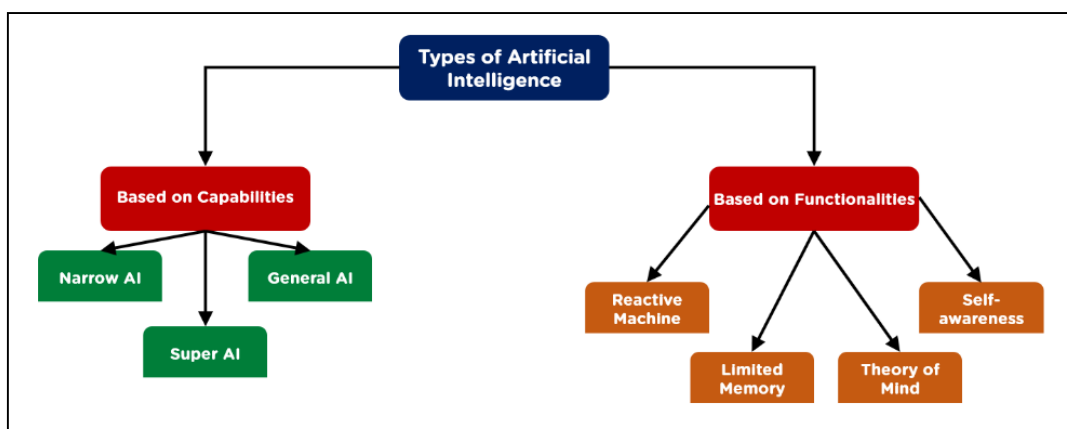 Types of Artificial
Intelligence
Based on Capabilities
Based on Functionalities
Narrow AI
General AI
Super AI
Reactive
Machine
Self-
awareness
Limited
Memory
Theory of
Mind